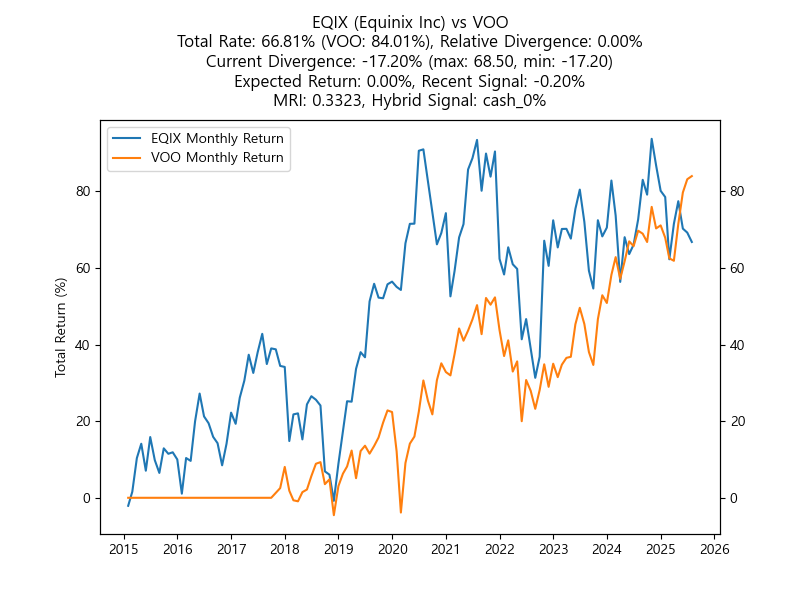 EQIX (Equinix Inc) vs VOO
Total Rate: 66.81% (VOO: 84.01%), Relative Divergence: 0.00%
Current Divergence: -17.20% (max: 68.50, min: -17.20)
Expected Return: 0.00%, Recent Signal: -0.20%
MRI: 0.3323, Hybrid Signal: cash_0%
EQIX Monthly Return
VOO Monthly Return
Total Return (%)
80
60
40
20
0
80
60
40
20
0
2015 2016 2017 2018 2019 2020 2021 2022 2023 2024 2025 2026